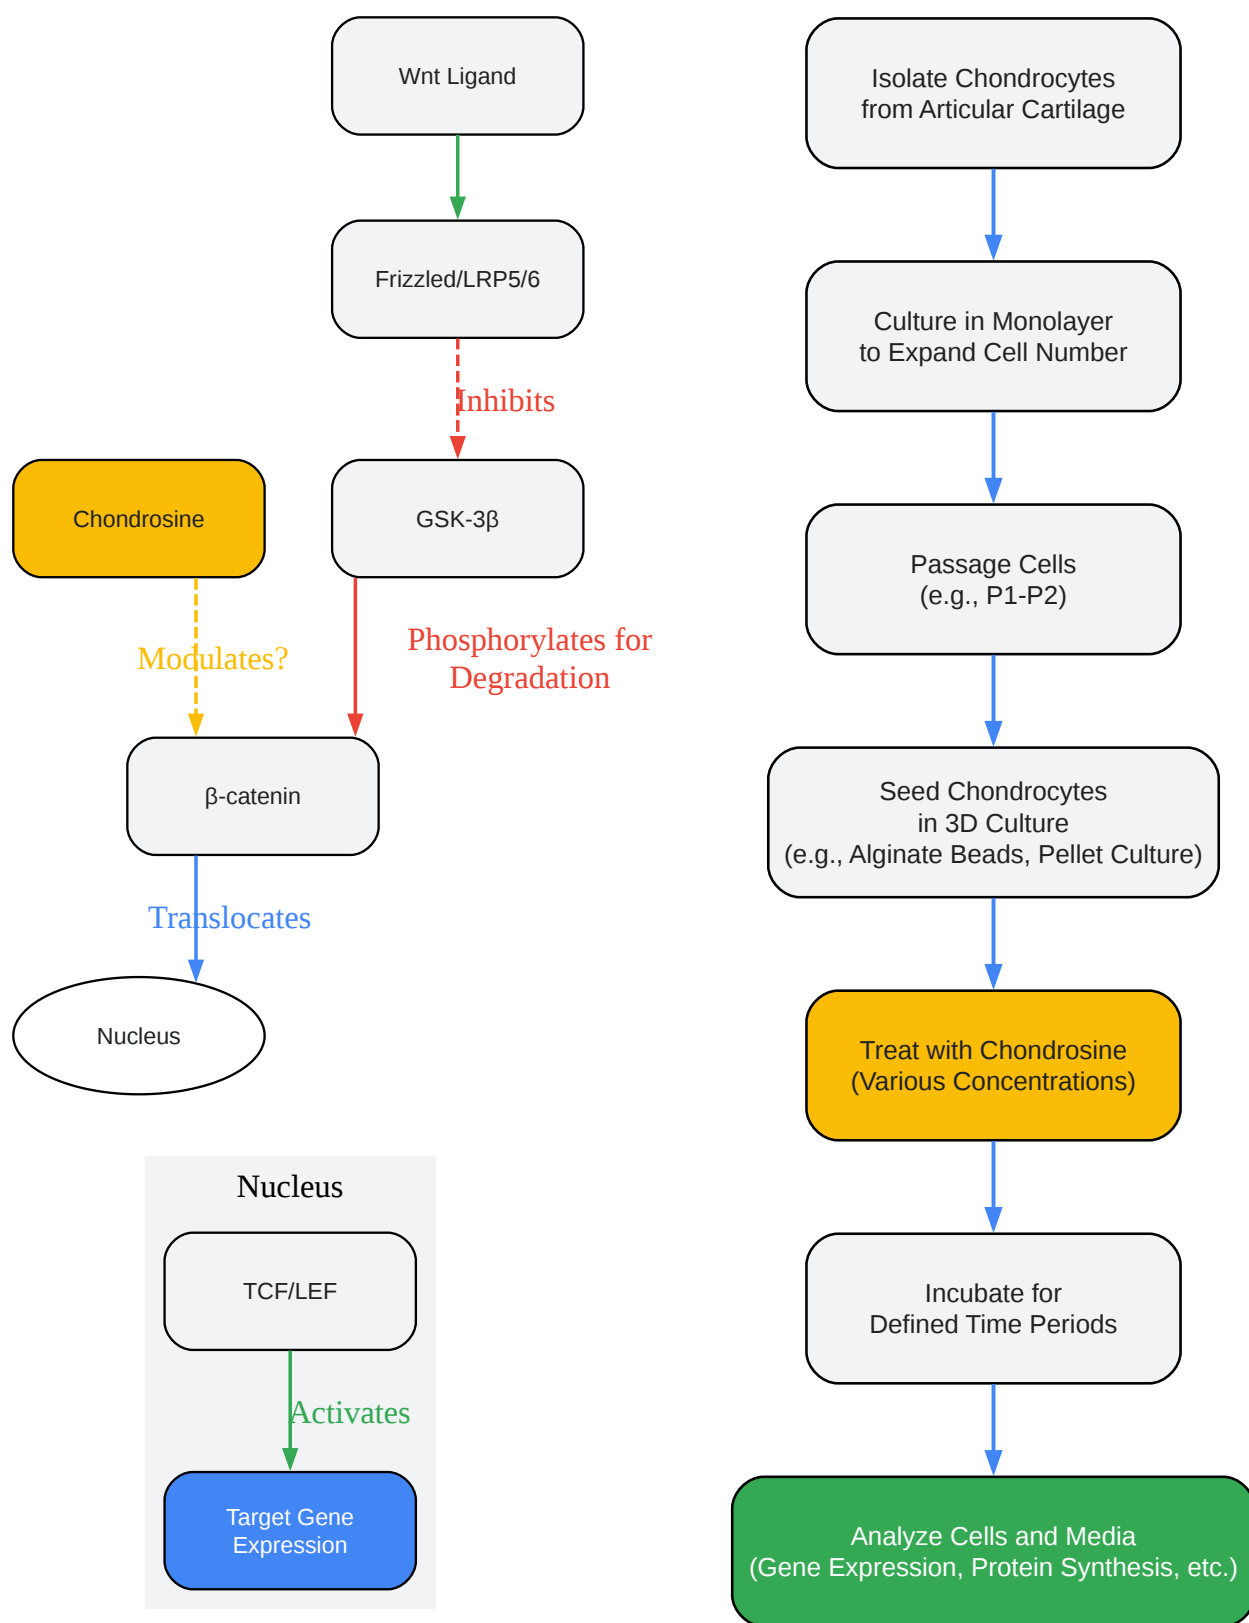 Wnt Ligand
Frizzled/LRP5/6
Inhibits
Chondrosine
GSK-3β
Modulates?
Phosphorylates for
Degradation
β-catenin
Translocates
Nucleus
Nucleus
TCF/LEF
Activates
Target Gene
Expression
Isolate Chondrocytes
from Articular Cartilage
Culture in Monolayer
to Expand Cell Number
Passage Cells
(e.g., P1-P2)
Seed Chondrocytes
in 3D Culture
(e.g., Alginate Beads, Pellet Culture)
Treat with Chondrosine
(Various Concentrations)
Incubate for
Defined Time Periods
Analyze Cells and Media
(Gene Expression, Protein Synthesis, etc.)